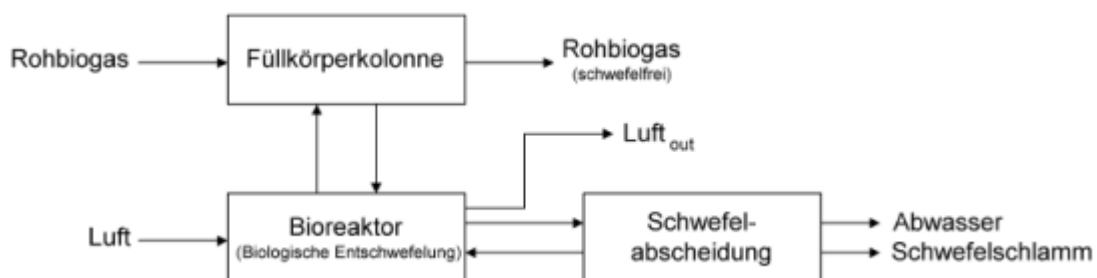 Rohbiogas
Füllkörperkolonne
Rohbiogas
(schwefelfrei)
Luft out
Luft
Bioreaktor
(Biologische Entschwefelung)
Schwefel-
abscheidung
Abwasser
Schwefelschlamm